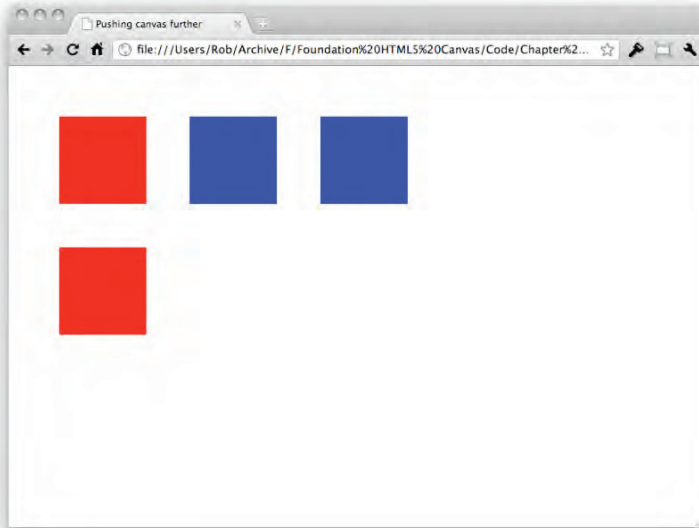 Pushing canvas further
file:///Users/Rob/Archive/F/Foundation%20HTML5%20Canvas/Code/Chapter%2...